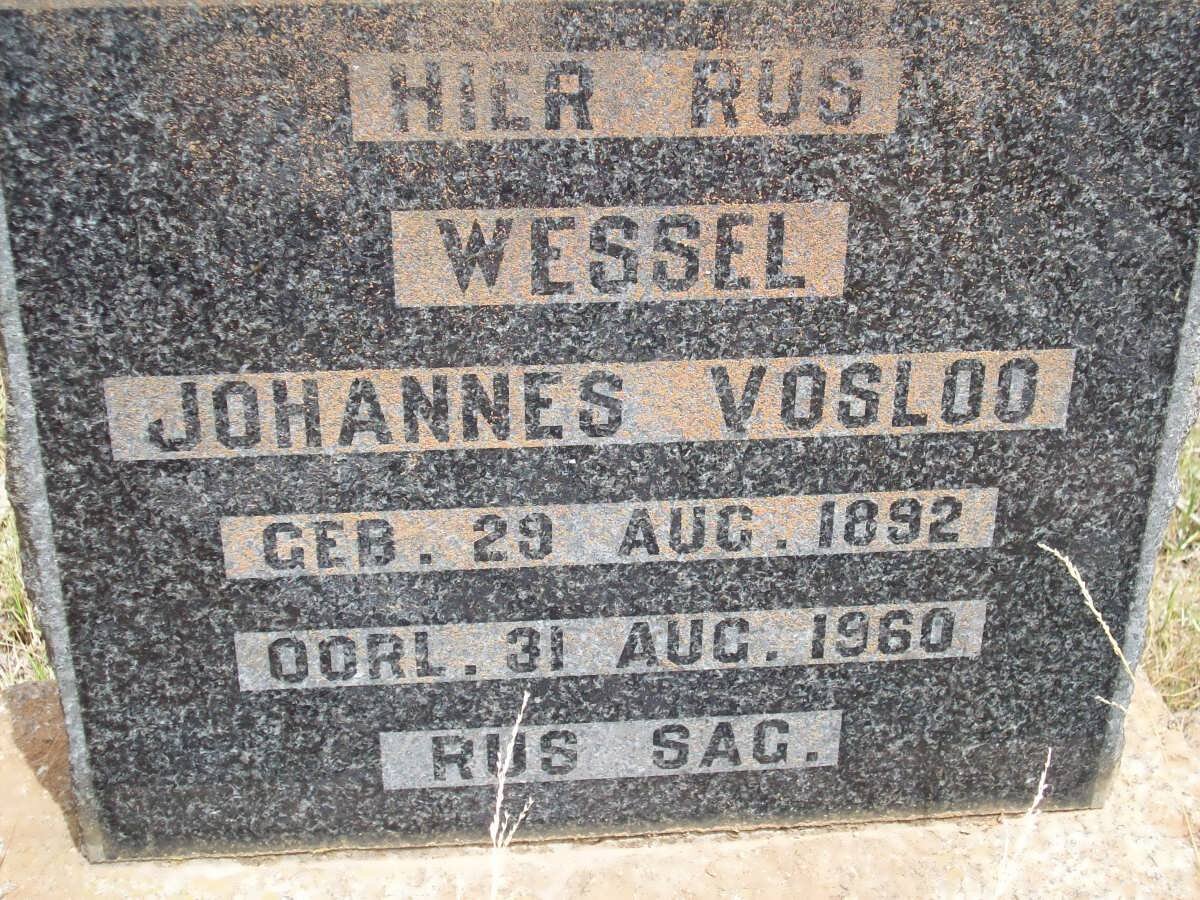 HIER RUS
WESSEL
JOHANNES VOSLOO
GEB. 29 AUG. 1892
OORL. 31 AUG. 1960
RUS SAG.